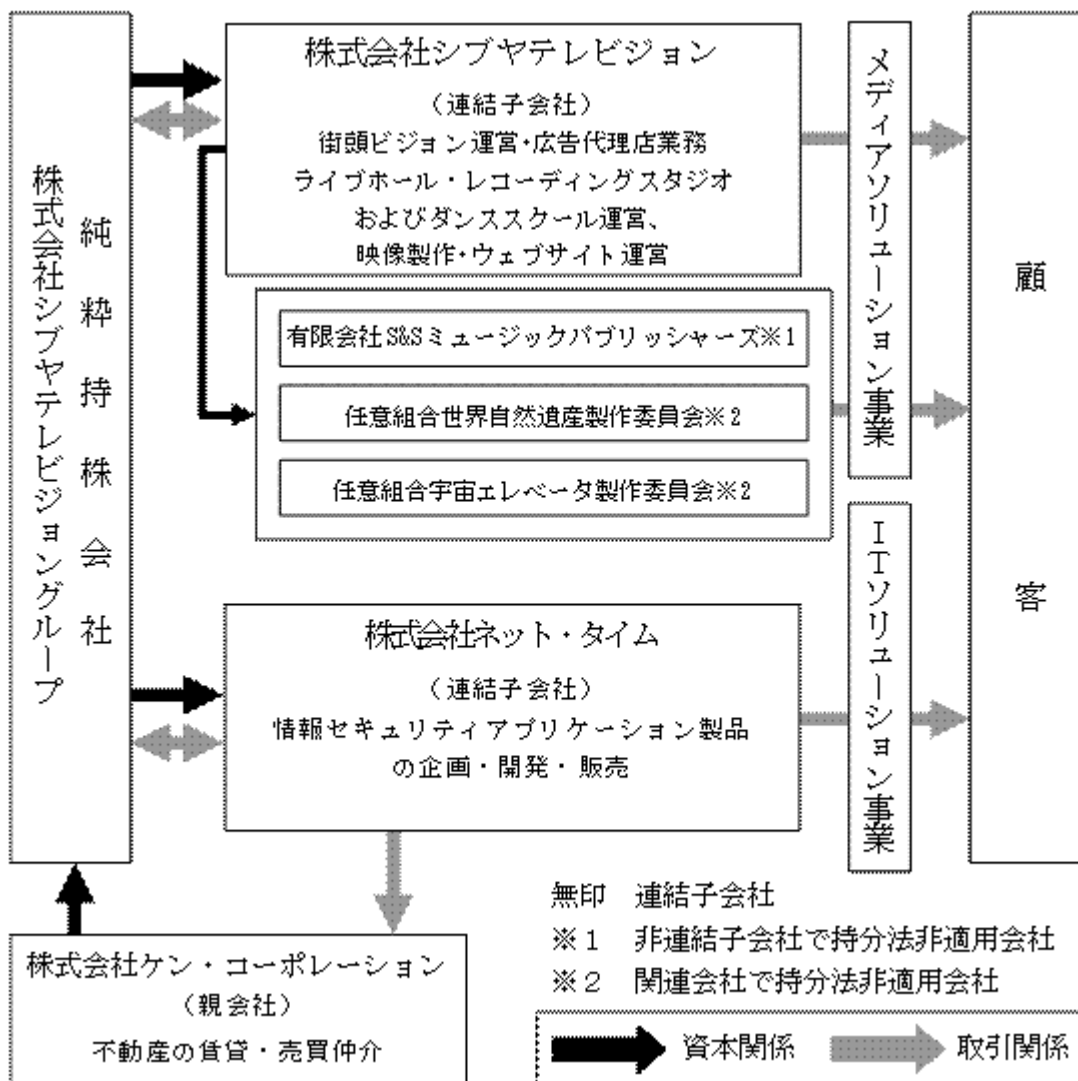 株式会社シブヤテレビジョングループ
純粋持株会社
株式会社シブヤテレビジョン
（連結子会社）
街頭ビジョン運営・広告代理店業務
ライブホール・レコーディングスタジオ
およびダンススクール運営、
映像製作・ウェブサイト運営
有限会社S&Sミュージックパブリッシャーズ※1
任意組合世界自然遺産製作委員会※2
任意組合宇宙エレベータ製作委員会※2
メディアソリューション事業
株式会社ネット・タイム
（連結子会社）
情報セキュリティアプリケーション製品
の企画・開発・販売
ITソリューション事業
顧客
株式会社ケン・コーポレーション
（親会社）
不動産の賃貸・売買仲介
無印　連結子会社
※1　非連結子会社で持分法非適用会社
※2　関連会社で持分法非適用会社
資本関係　取引関係